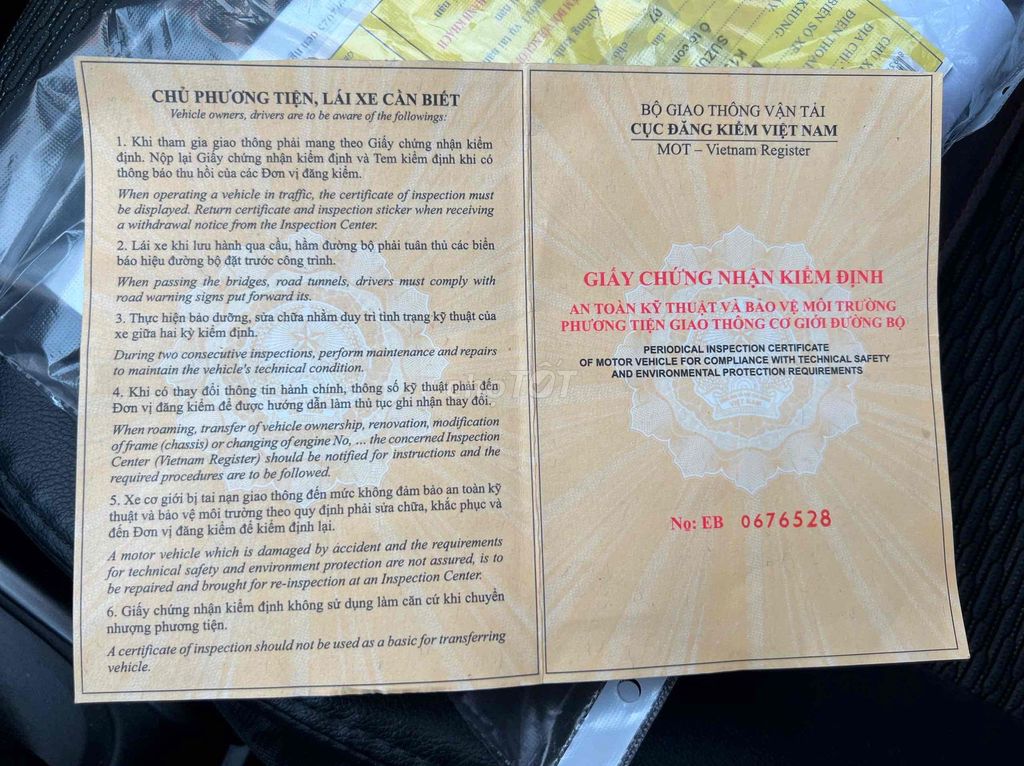 CHỦ PHƯƠNG TIỆN, LÁI XE CẦN BIẾT
Vehicle owners, drivers are to be aware of the followings:
1. Khi tham gia giao thông phải mang theo Giấy chứng nhận kiểm
định. Nộp lại Giấy chứng nhận kiểm định và Tem kiểm định khi có
thông báo thu hồi của các Đơn vị đăng kiểm.
When operating a vehicle in traffic, the certificate of inspection must
be displayed. Return certificate and inspection sticker when receiving
a withdrawal notice from the Inspection Center.
2. Lái xe khi lưu hành qua cầu, hầm đường bộ phải tuân thủ các biển
báo hiệu đường bộ đặt trước công trình.
When passing the bridges, road tunnels, drivers must comply with
road warning signs put forward its.
3. Thực hiện bảo dưỡng, sửa chữa nhằm duy trì tình trạng kỹ thuật của
xe giữa hai kỳ kiểm định.
During two consecutive inspections, perform maintenance and repairs
to maintain the vehicle's technical condition.
4. Khi có thay đổi thông tin hành chính, thông số kỹ thuật phải đến
Đơn vị đăng kiểm để được hướng dẫn làm thủ tục ghi nhận thay đổi.
When roaming, transfer of vehicle ownership, renovation, modification
of frame (chassis) or changing of engine No, ... the concerned Inspection
Center (Vietnam Register) should be notified for instructions and the
required procedures are to be followed.
5. Xe cơ giới bị tai nạn giao thông đến mức không đảm bảo an toàn kỹ
thuật và bảo vệ môi trường theo quy định phải sửa chữa, khắc phục và
đến Đơn vị đăng kiểm để kiểm định lại.
A motor vehicle which is damaged by accident and the requirements
for technical safety and environment protection are not assured, is to
be repaired and brought for re-inspection at an Inspection Center.
6. Giấy chứng nhận kiểm định không sử dụng làm căn cứ khi chuyển
nhượng phương tiện.
A certificate of inspection should not be used as a basic for transferring
vehicle.
BỘ GIAO THÔNG VẬN TẢI
CỤC ĐĂNG KIỂM VIỆT NAM
MOT – Vietnam Register
GIẤY CHỨNG NHẬN KIỂM ĐỊNH
AN TOÀN KỸ THUẬT VÀ BẢO VỆ MÔI TRƯỜNG
PHƯƠNG TIỆN GIAO THÔNG CƠ GIỚI ĐƯỜNG BỘ
PERIODICAL INSPECTION CERTIFICATE
OF MOTOR VEHICLE FOR COMPLIANCE WITH TECHNICAL SAFETY
AND ENVIRONMENTAL PROTECTION REQUIREMENTS
VIỆT NAM
Nọ: EB 0676528
TỐT